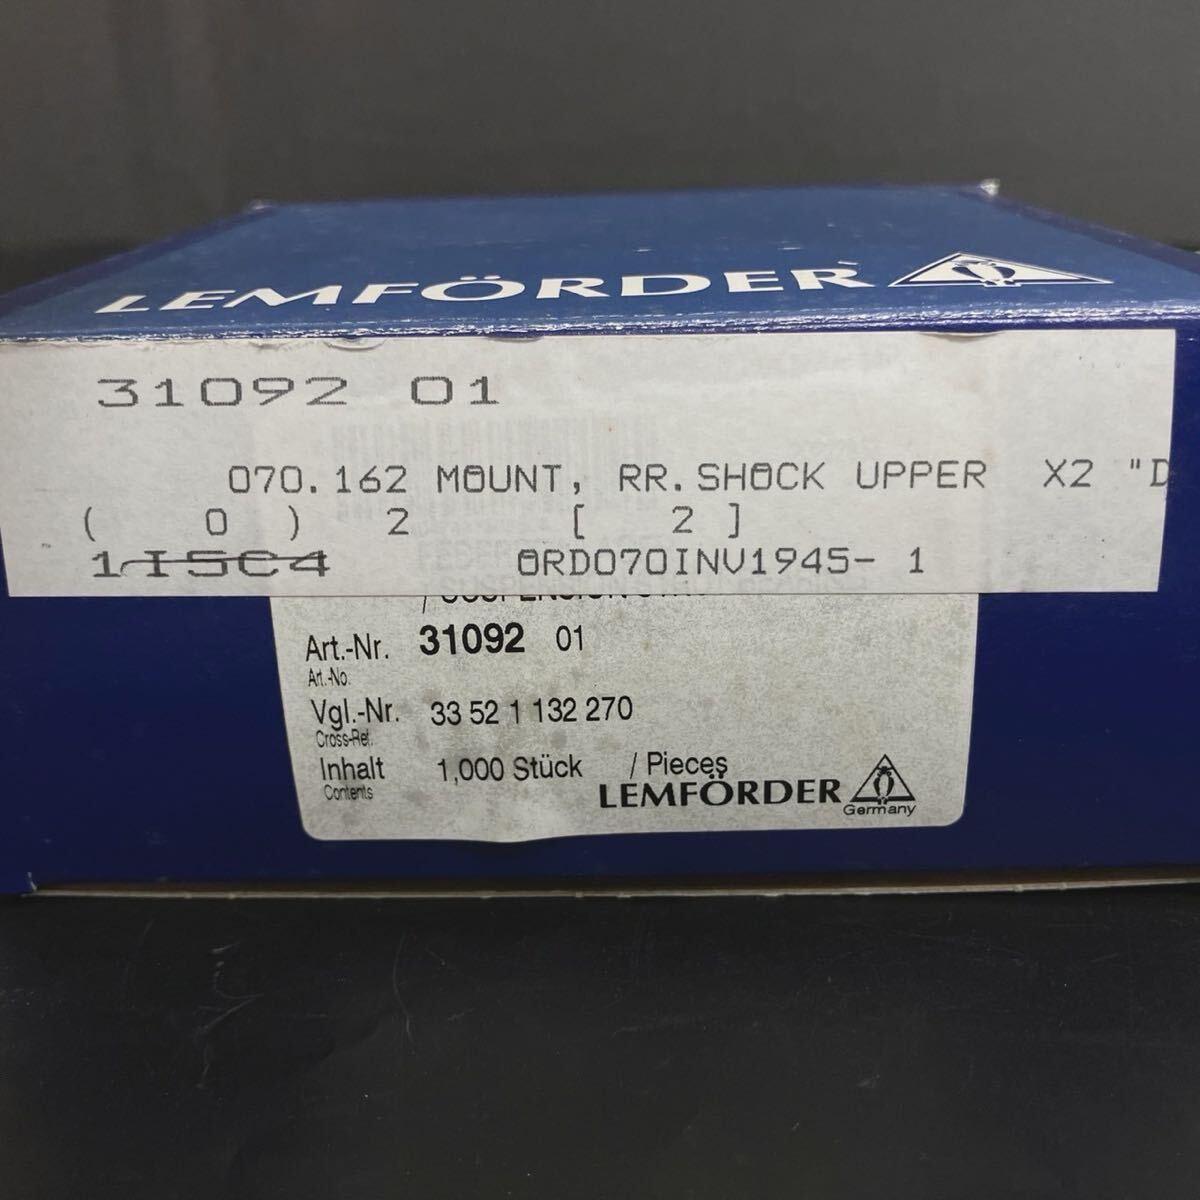 LEMFÖRDER
31092 01
070.162 MOUNT, RR.SHOCK UPPER X2 "D
( 0 ) 2 [ 2 ]
1I5C4 ORD070INV1945- 1
Art.-Nr. 31092 01
Art.-No.
Vgl.-Nr. 33 52 1 132 270
Cross-Ref.
Inhalt 1,000 Stück / Pieces
Contents
LEMFÖRDER
Germany